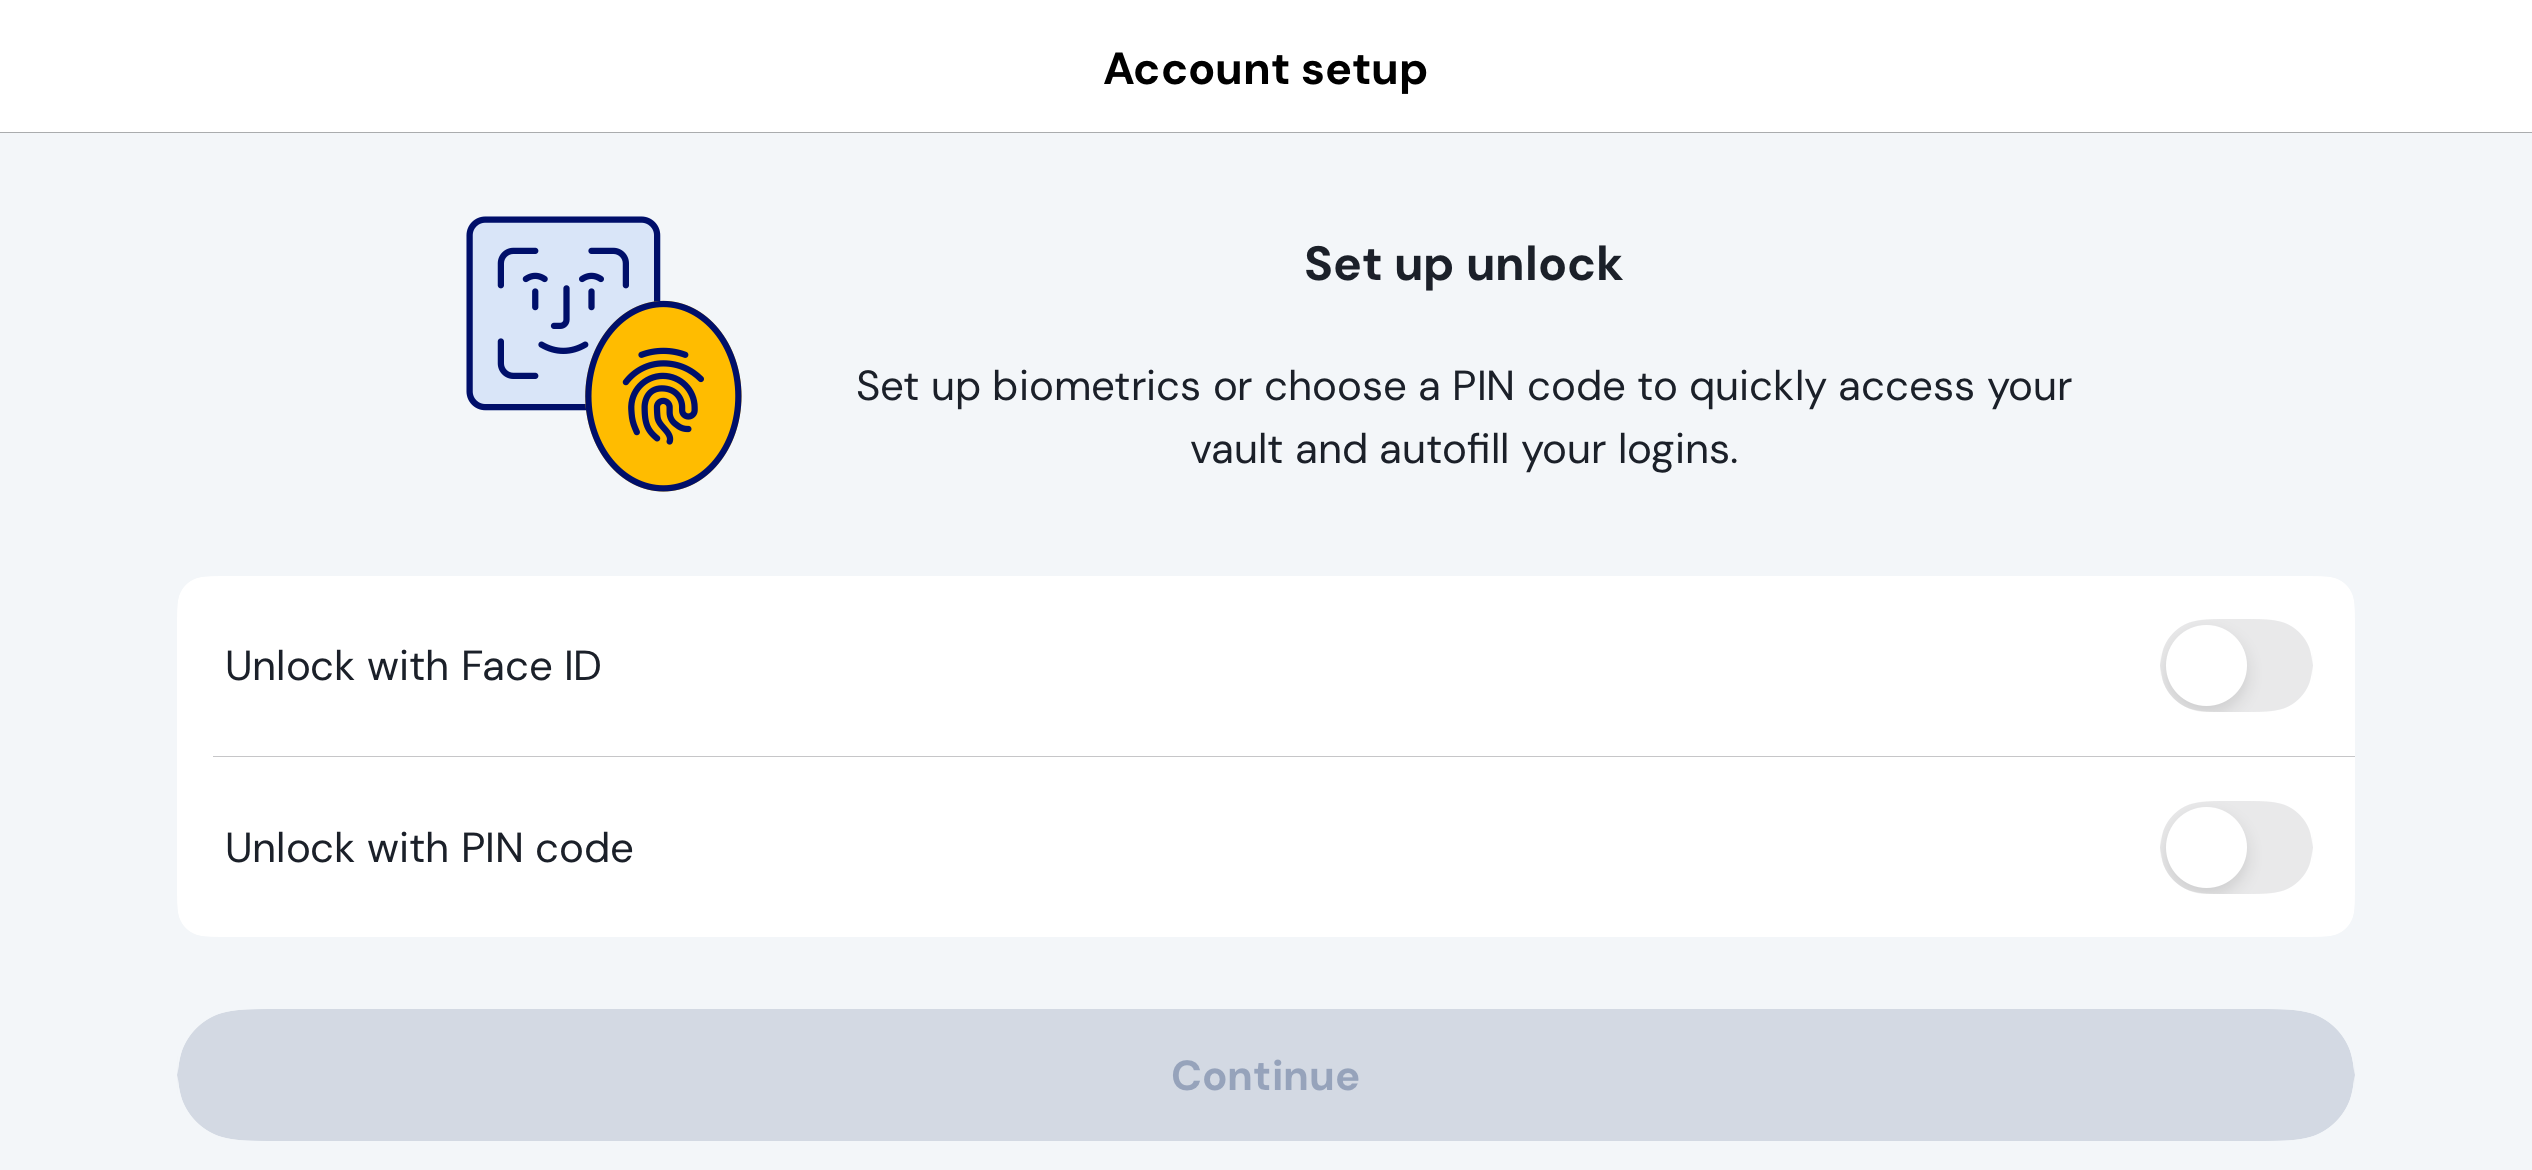 Account setup
Set up unlock
Set up biometrics or choose a PIN code to quickly access your
vault and autofill your logins.
Unlock with Face ID
Unlock with PIN code
Continue